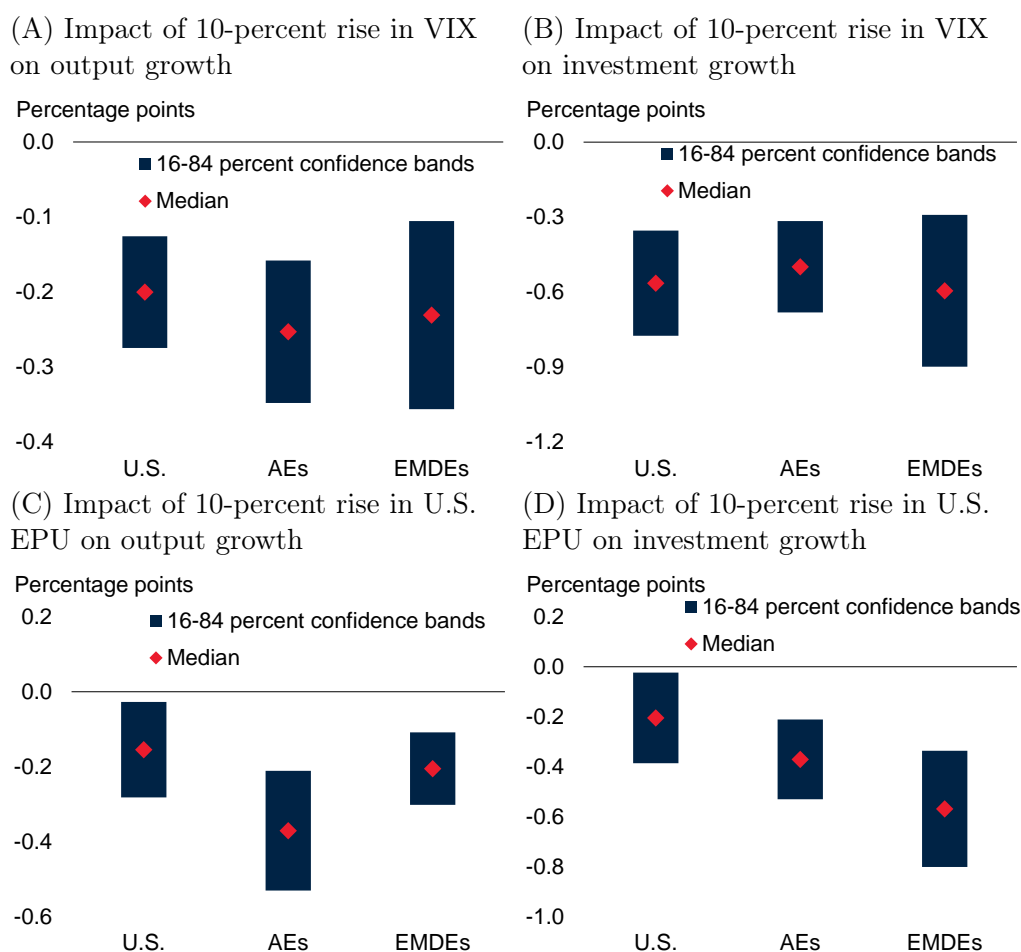 (A) Impact of 10-percent rise in VIX
on output growth
Percentage points
0.0
16-84 percent confidence bands
Median
-0.1
-0.2
-0.3
-0.4
U.S. AEs EMDEs
(B) Impact of 10-percent rise in VIX
on investment growth
Percentage points
0.0
16-84 percent confidence bands
Median
-0.3
-0.6
-0.9
-1.2
U.S. AEs EMDEs
(C) Impact of 10-percent rise in U.S.
EPU on output growth
Percentage points
0.2
16-84 percent confidence bands
Median
0.0
-0.2
-0.4
-0.6
U.S. AEs EMDEs
(D) Impact of 10-percent rise in U.S.
EPU on investment growth
Percentage points
0.2
16-84 percent confidence bands
Median
0.0
-0.2
-0.4
-0.6
-0.8
-1.0
U.S. AEs EMDEs